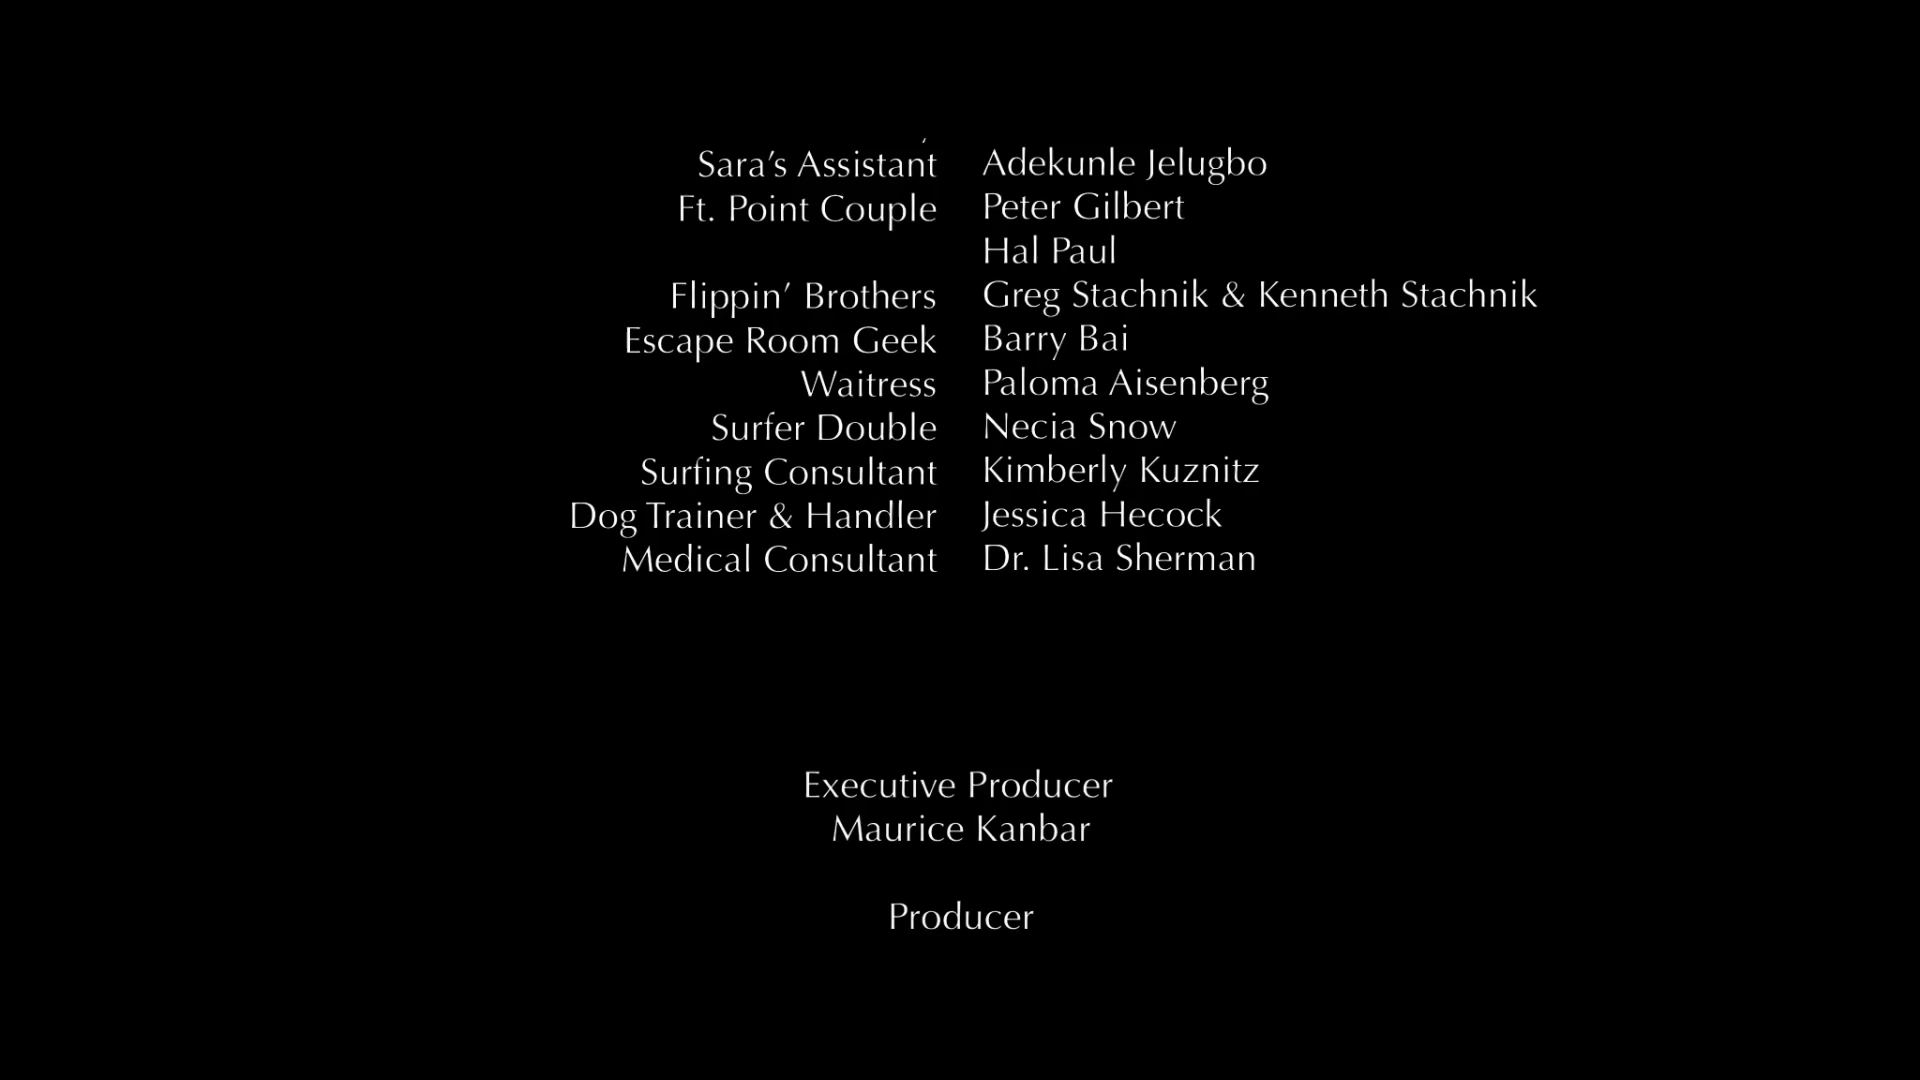 Sara’s Assistant Adekunle Jelugbo
Ft. Point Couple Peter Gilbert
Hal Paul
Flippin’ Brothers Greg Stachnik & Kenneth Stachnik
Escape Room Geek Barry Bai
Waitress Paloma Aisenberg
Surfer Double Necia Snow
Surfing Consultant Kimberly Kuznitz
Dog Trainer & Handler Jessica Hecock
Medical Consultant Dr. Lisa Sherman
Executive Producer
Maurice Kanbar
Producer